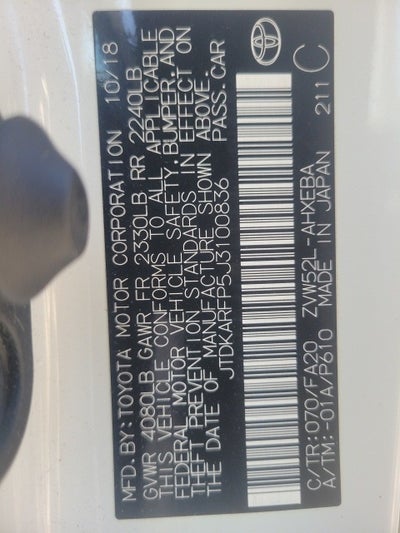 MFD. BY: TOYOTA MOTOR CORPORATION 10/18
GVWR 4080LB GAWR FR 2330LB RR 2240LB
THIS VEHICLE CONFORMS TO ALL APPLICABLE
FEDERAL MOTOR VEHICLE SAFETY, BUMPER, AND
THEFT PREVENTION STANDARDS IN EFFECT ON
THE DATE OF MANUFACTURE SHOWN ABOVE.
JTDKARFP5J3100836 PASS.CAR
C/TR:070/FA20 ZVW52L-AHXEBA
A/TM:-01A/P610 MADE IN JAPAN 2111 C
TOYOTA